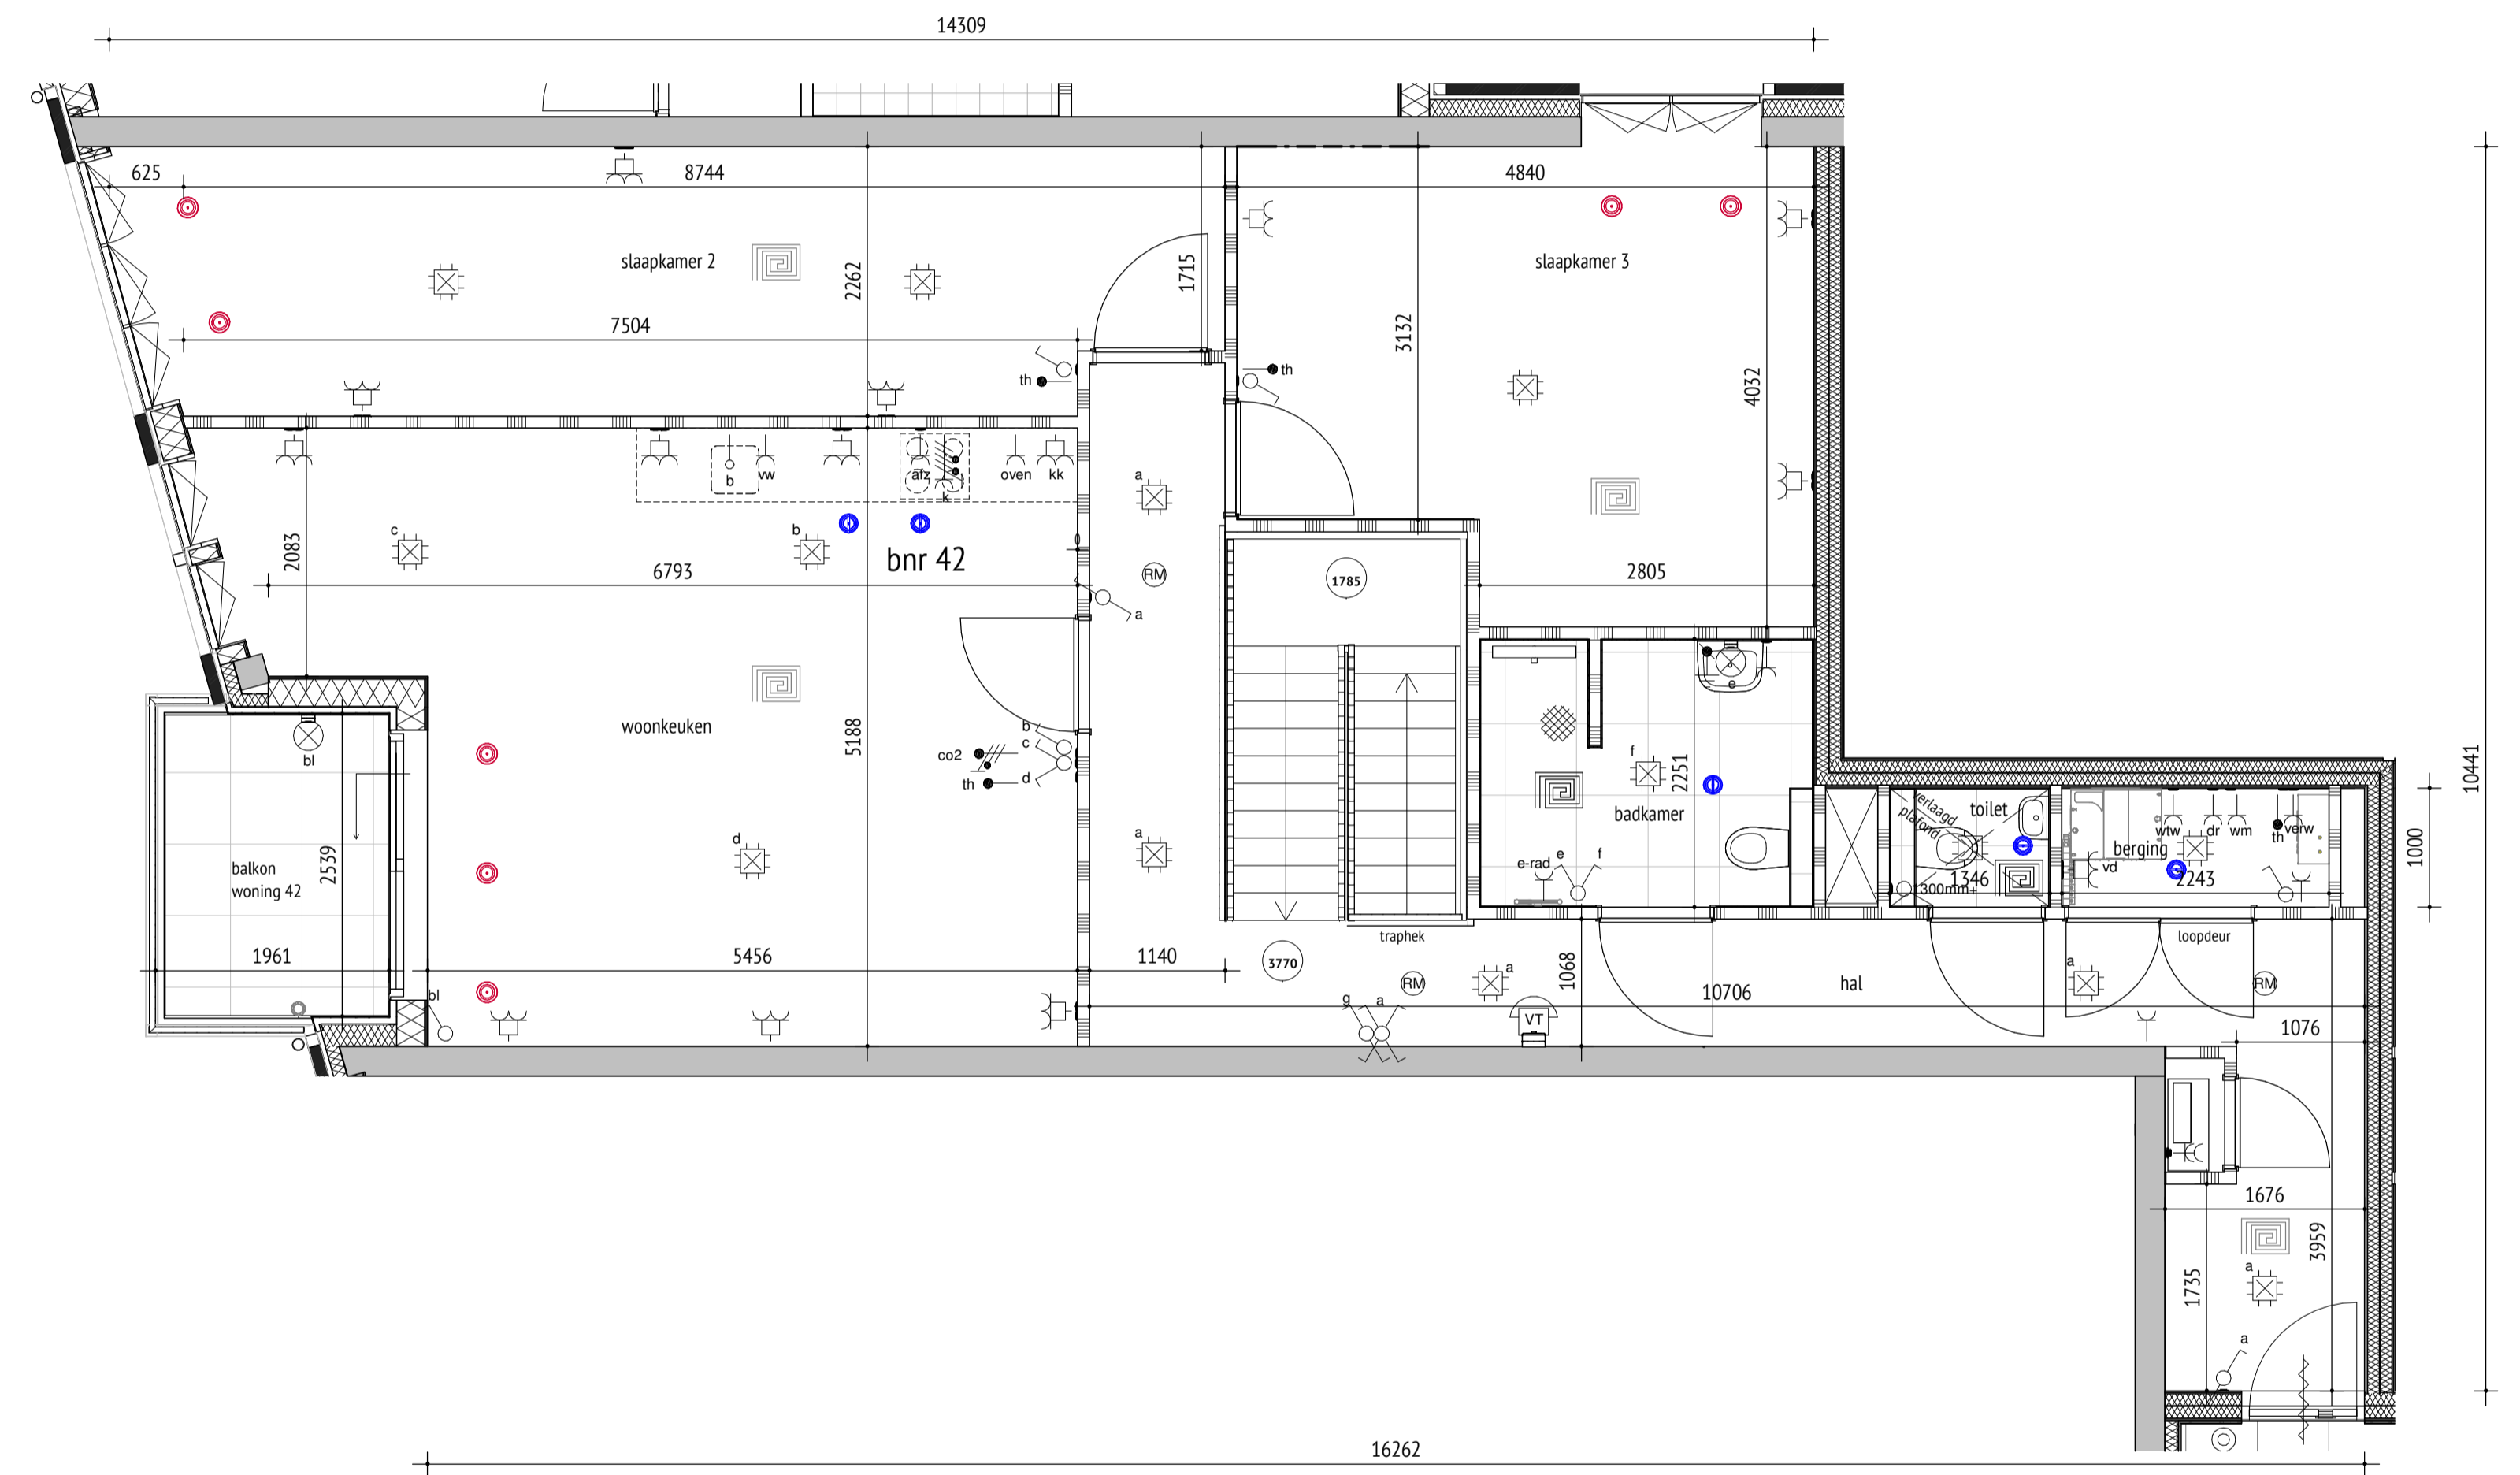 14309
625
8744
4840
slaapkamer 2
2262
1715
slaapkamer 3
7504
3132
4032
th
th
b
vw
afz
k
oven
kk
a
c
b
bnr 42
2083
6793
RM
1785
2805
a
woonkeuken
5188
bl
co2
th
b
c
d
e
f
2251
badkamer
verlaagd
plafond
toilet
wtw
dr
wm
th
verw
berging
vd
1000
10441
balkon
woning 42
2539
d
a
e-rad
e
f
1300mm+
1346
2243
traphek
loopdeur
1961
5456
1140
3770
bl
1068
RM
a
hal
a
RM
g
a
10706
VT
1076
1676
3959
a
1735
a
16262